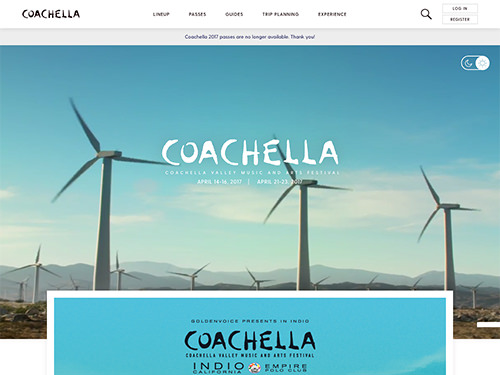 COACHELLA
LINEUP PASSES GUIDES TRIP PLANNING EXPERIENCE
LOG IN
REGISTER
Coachella 2017 passes are no longer available. Thank you!
COACHELLA
COACHELLA VALLEY MUSIC AND ARTS FESTIVAL
APRIL 14-16, 2017 | APRIL 21-23, 2017
GOLDENVOICE PRESENTS IN INDIO
COACHELLA
COACHELLA VALLEY MUSIC AND ARTS FESTIVAL
INDIO CALIFORNIA EMPIRE POLO CLUB